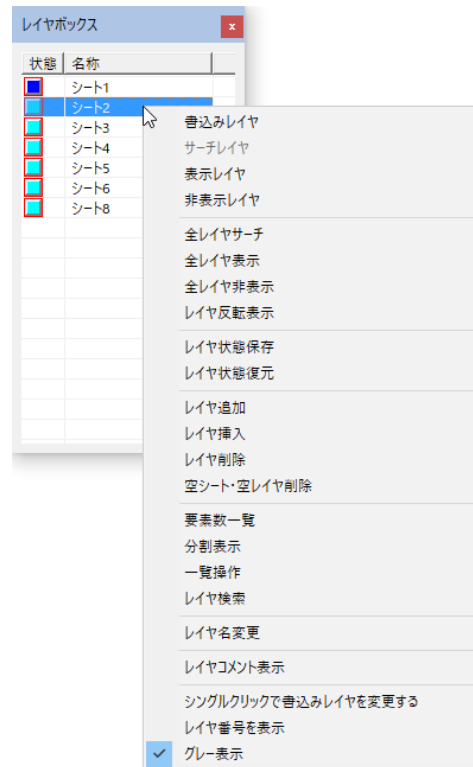 レイヤボックス
x
状態 名称
シート1
シート2
シート3
シート4
シート5
シート6
シート8
書込みレイヤ
サーチレイヤ
表示レイヤ
非表示レイヤ
全レイヤサーチ
全レイヤ表示
全レイヤ非表示
レイヤ反転表示
レイヤ状態保存
レイヤ状態復元
レイヤ追加
レイヤ挿入
レイヤ削除
空シート・空レイヤ削除
要素数一覧
分割表示
一覧操作
レイヤ検索
レイヤ名変更
レイヤコメント表示
シングルクリックで書込みレイヤを変更する
レイヤ番号を表示
グレー表示